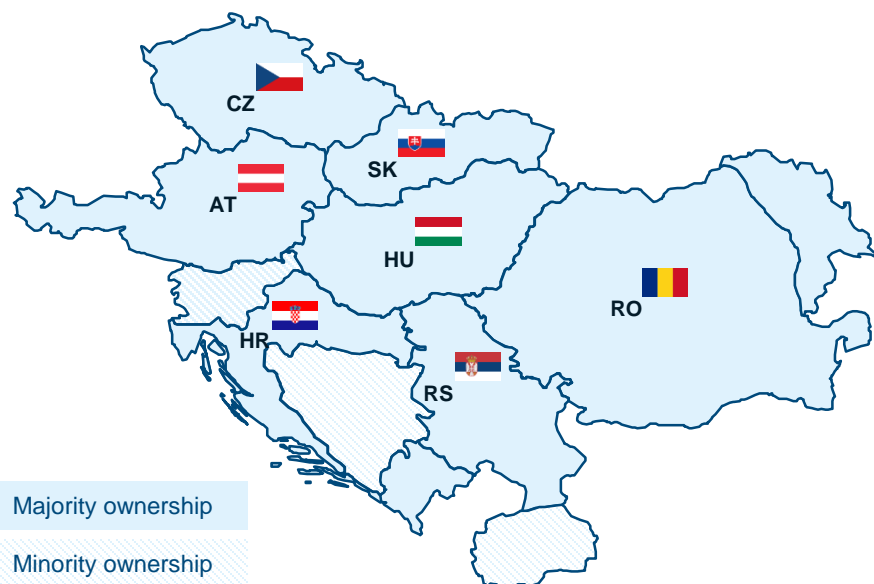 CZ
SK
AT
HU
RO
HR
RS
Majority ownership
Minority ownership